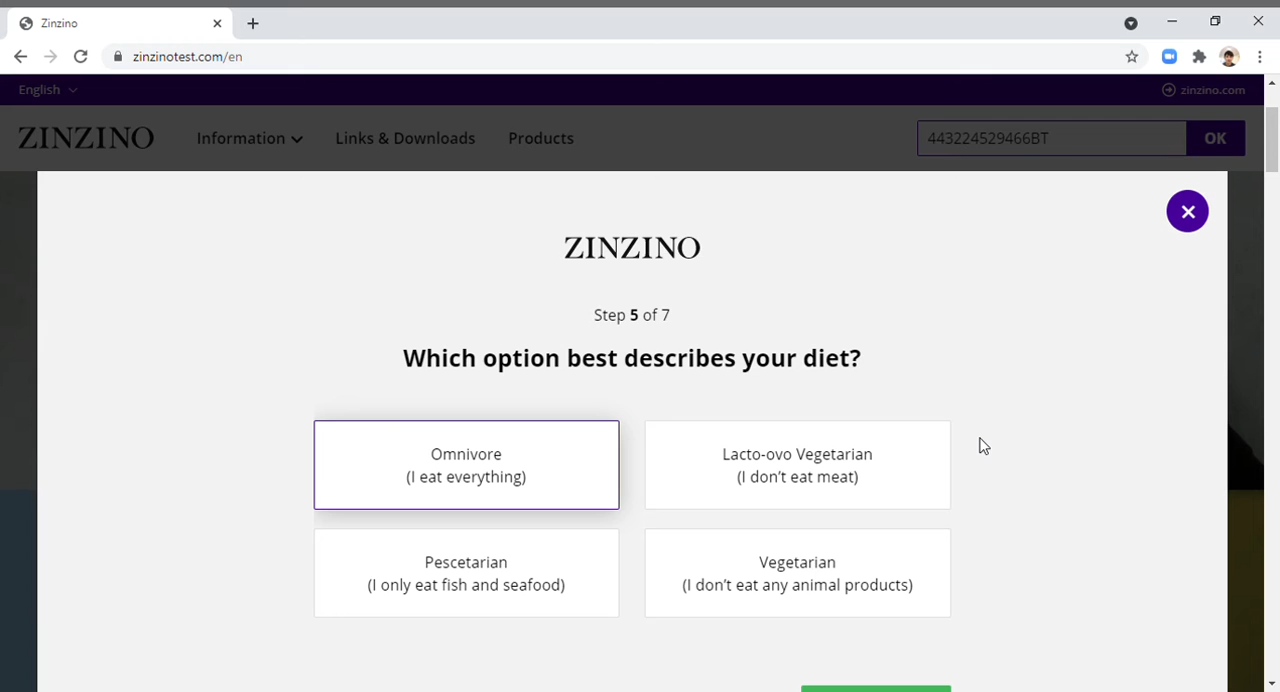 Zinzino
zinzinotest.com/en
English
zinzino.com
ZINZINO
Information
Links & Downloads
Products
443224529466BT
OK
ZINZINO
Step 5 of 7
Which option best describes your diet?
Omnivore
(I eat everything)
Lacto-ovo Vegetarian
(I don’t eat meat)
Pescetarian
(I only eat fish and seafood)
Vegetarian
(I don’t eat any animal products)